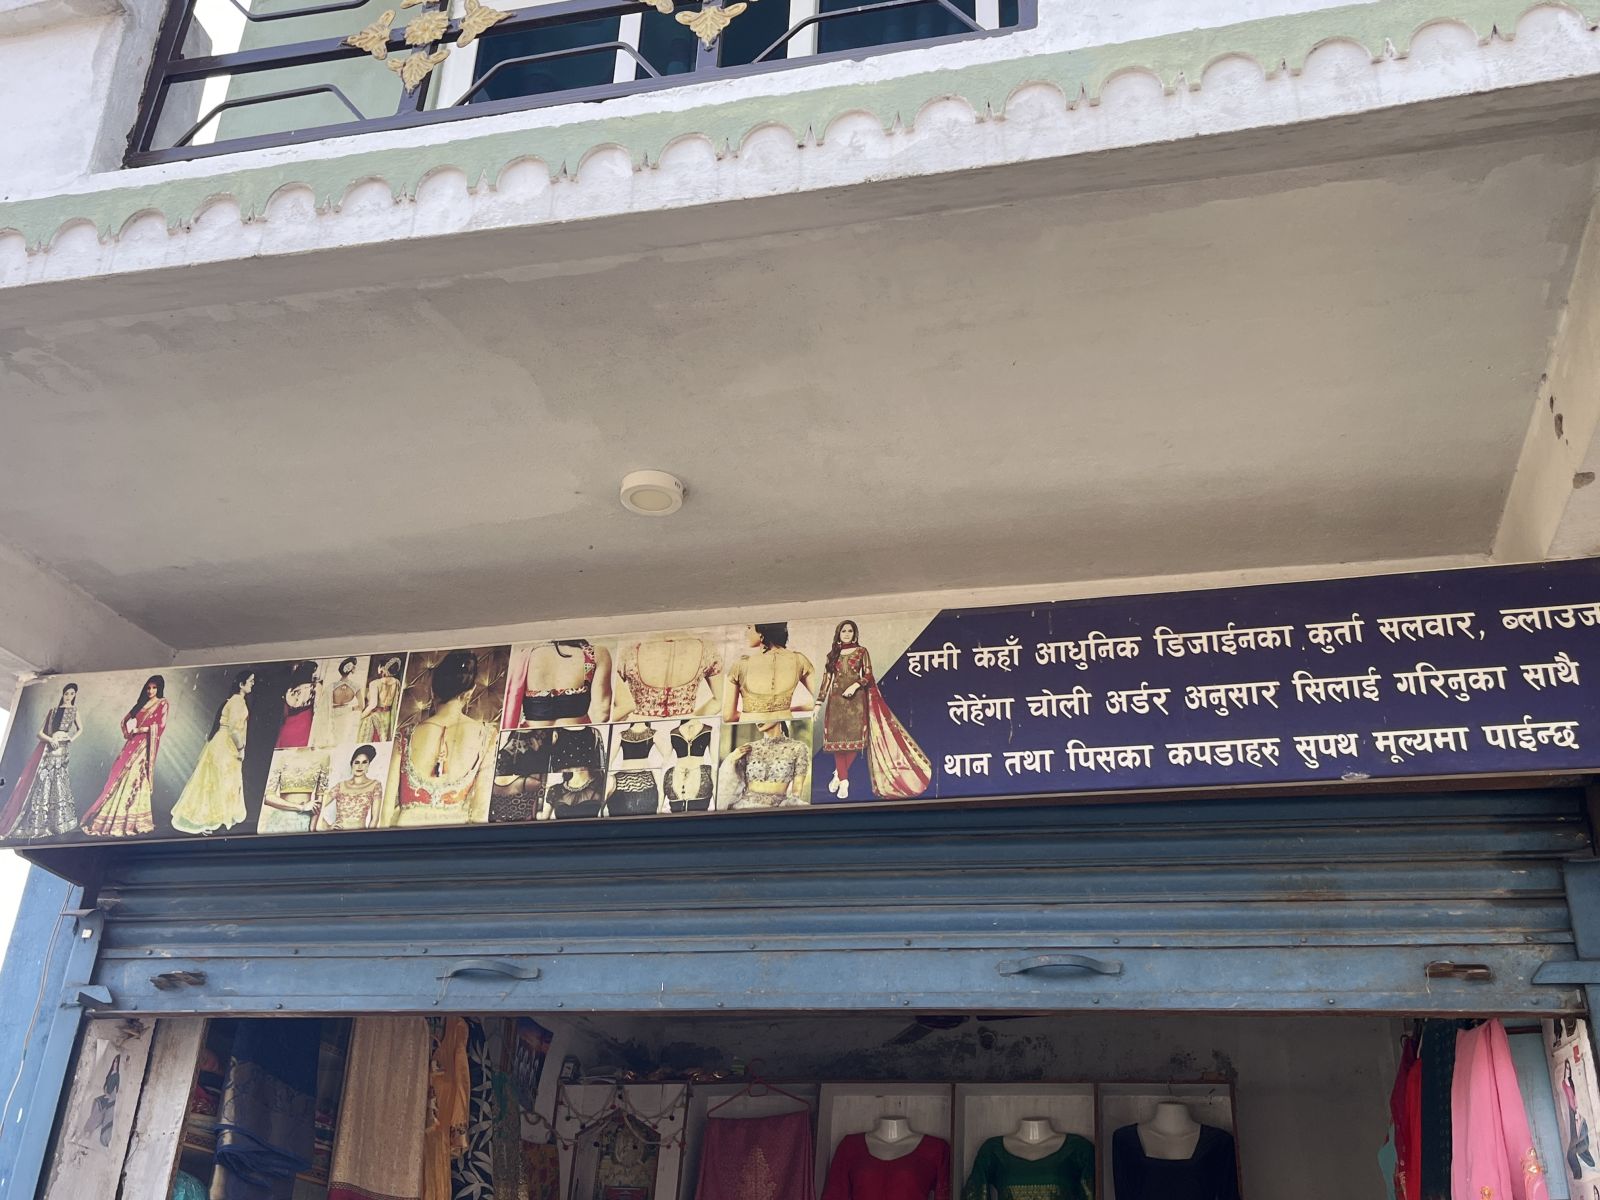 हामी कहाँ आधुनिक डिजाईनका कुर्ता सलवार, ब्लाउज
लेहेंगा चोली अर्डर अनुसार सिलाई गरिनुका साथै
थान तथा पिसका कपडाहरु सुपथ मूल्यमा पाईन्छ